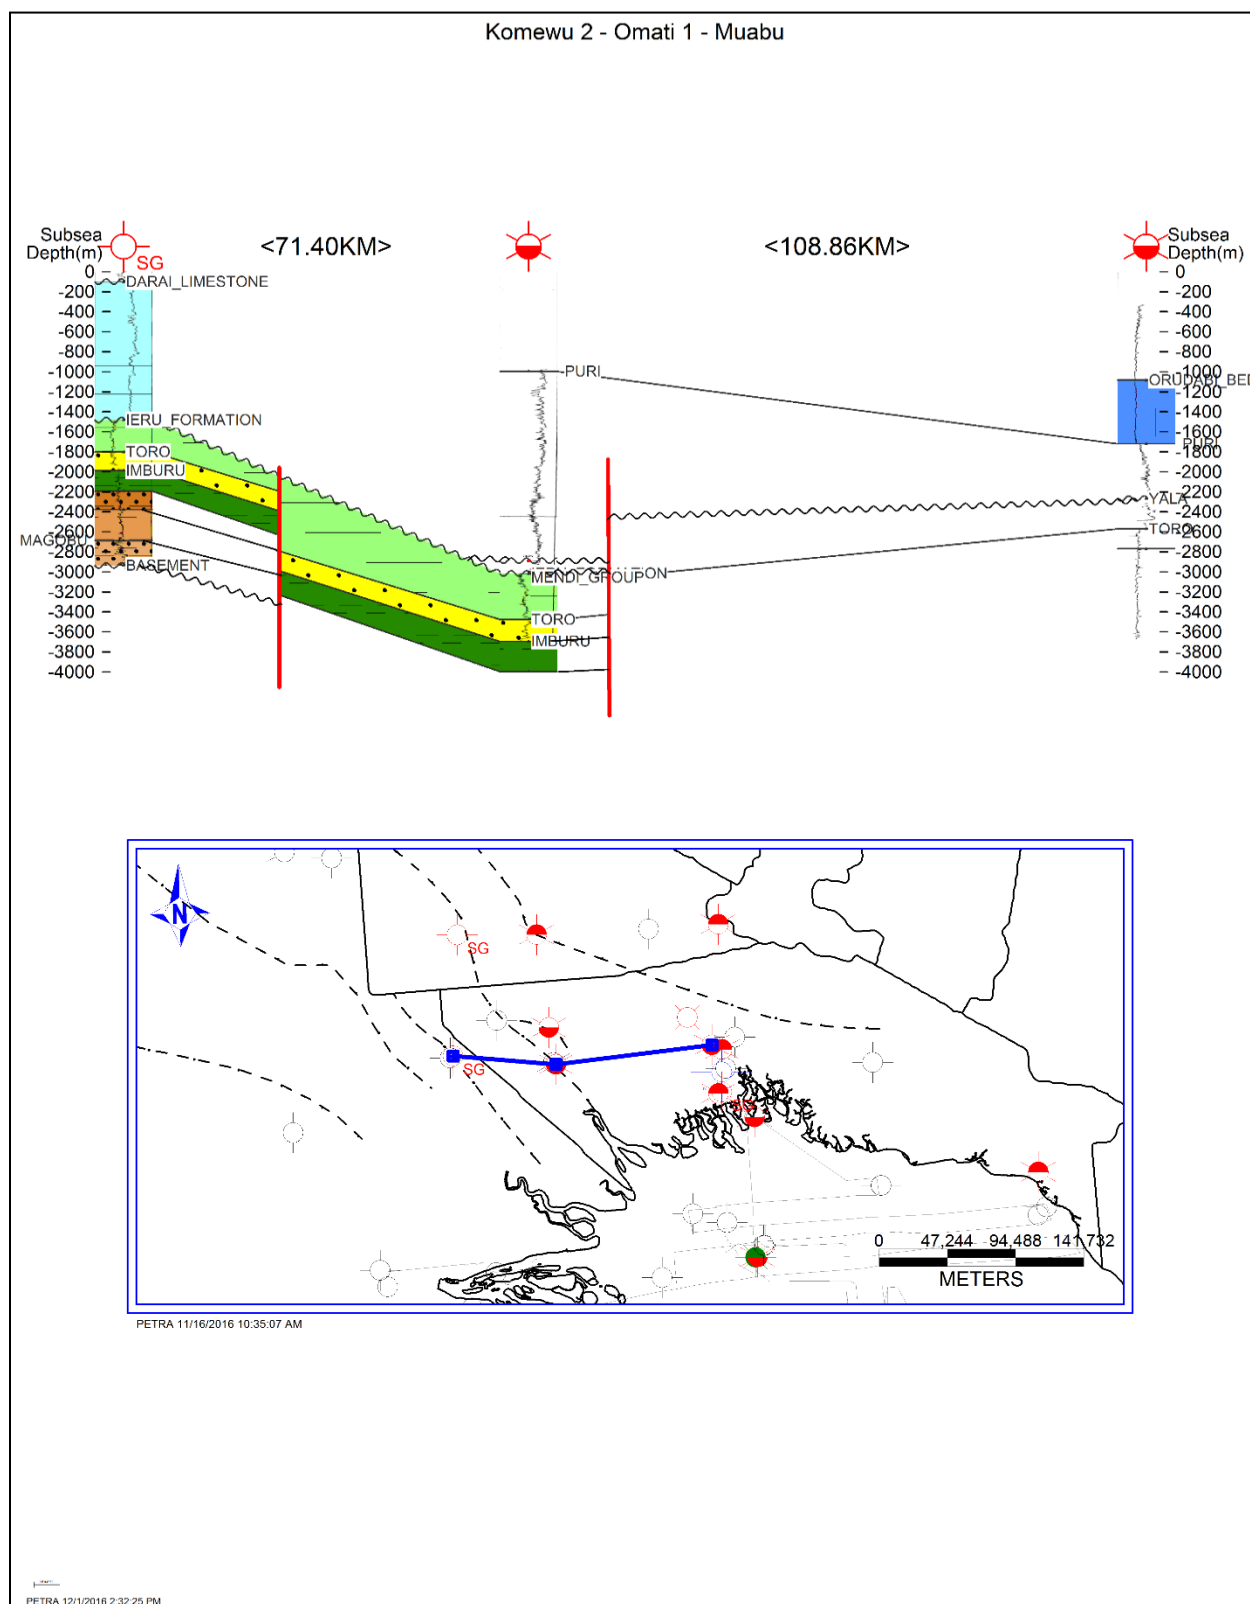 Komewu 2 - Omati 1 - Muabu
Subsea
Depth(m)
SG
<71.40KM>
<108.86KM>
Subsea
Depth(m)
0
-200
-400
-600
-800
-1000
-1200
-1400
-1600
-1800
-2000
-2200
-2400
-2600
-2800
-3000
-3200
-3400
-3600
-3800
-4000
DARAI_LIMESTONE
IERU_FORMATION
TORO
IMBURU
MAGOBU
BASEMENT
PURI
MENDI_GROUP
TORO
IMBURU
ORUDABI_BED
PURI
YALA
TORO
0
-200
-400
-600
-800
-1000
-1200
-1400
-1600
-1800
-2000
-2200
-2400
-2600
-2800
-3000
-3200
-3400
-3600
-3800
-4000
N
SG
SG
SG
0 47,244 94,488 141,732
METERS
PETRA 11/16/2016 10:35:07 AM
PETRA 12/1/2016 2:32:25 PM